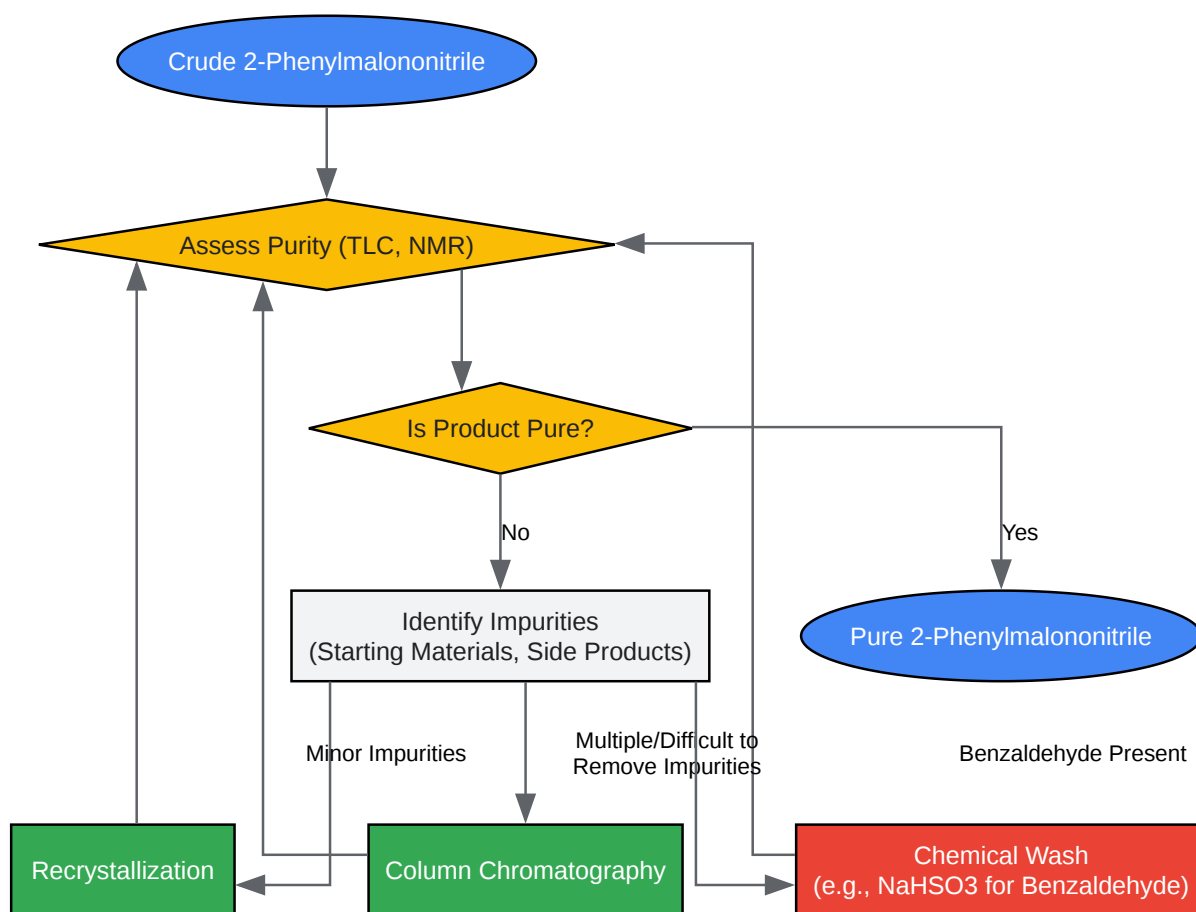 Crude 2-Phenylmalononitrile
Assess Purity (TLC, NMR)
Is Product Pure?
No
Yes
Identify Impurities
(Starting Materials, Side Products)
Pure 2-Phenylmalononitrile
Minor Impurities
Multiple/Difficult to
Remove Impurities
Benzaldehyde Present
Recrystallization
Column Chromatography
Chemical Wash
(e.g., NaHSO3 for Benzaldehyde)